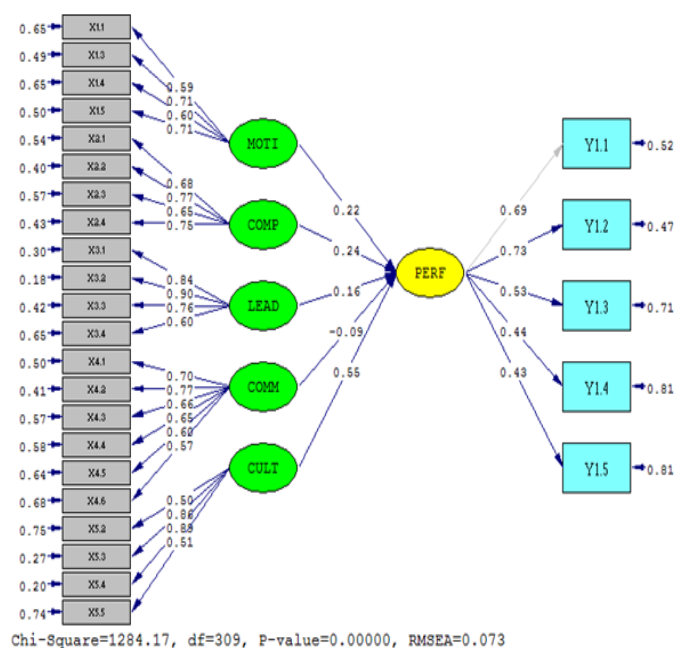 0.65 X1.1
0.49 X1.3
0.65 X1.4
0.50 X1.5
0.54 X2.1
0.40 X2.2
0.57 X2.3
0.43 X2.4
0.30 X3.1
0.18 X3.2
0.42 X3.3
0.65 X3.4
0.50 X4.1
0.41 X4.2
0.57 X4.3
0.58 X4.4
0.64 X4.5
0.68 X4.6
0.75 X5.2
0.27 X5.3
0.20 X5.4
0.74 X5.5
0.59
0.71
0.60
0.71
0.68
0.77
0.65
0.75
0.84
0.90
0.76
0.60
0.70
0.77
0.66
0.65
0.60
0.57
0.50
0.86
0.89
0.51
MOTI
COMP
LEAD
COMM
CULT
0.22
0.24
0.16
-0.09
0.55
PERF
0.69
0.73
0.53
0.44
0.43
Y1.1 0.52
Y1.2 0.47
Y1.3 0.71
Y1.4 0.81
Y1.5 0.81
Chi-Square=1284.17, df=309, P-value=0.00000, RMSEA=0.073